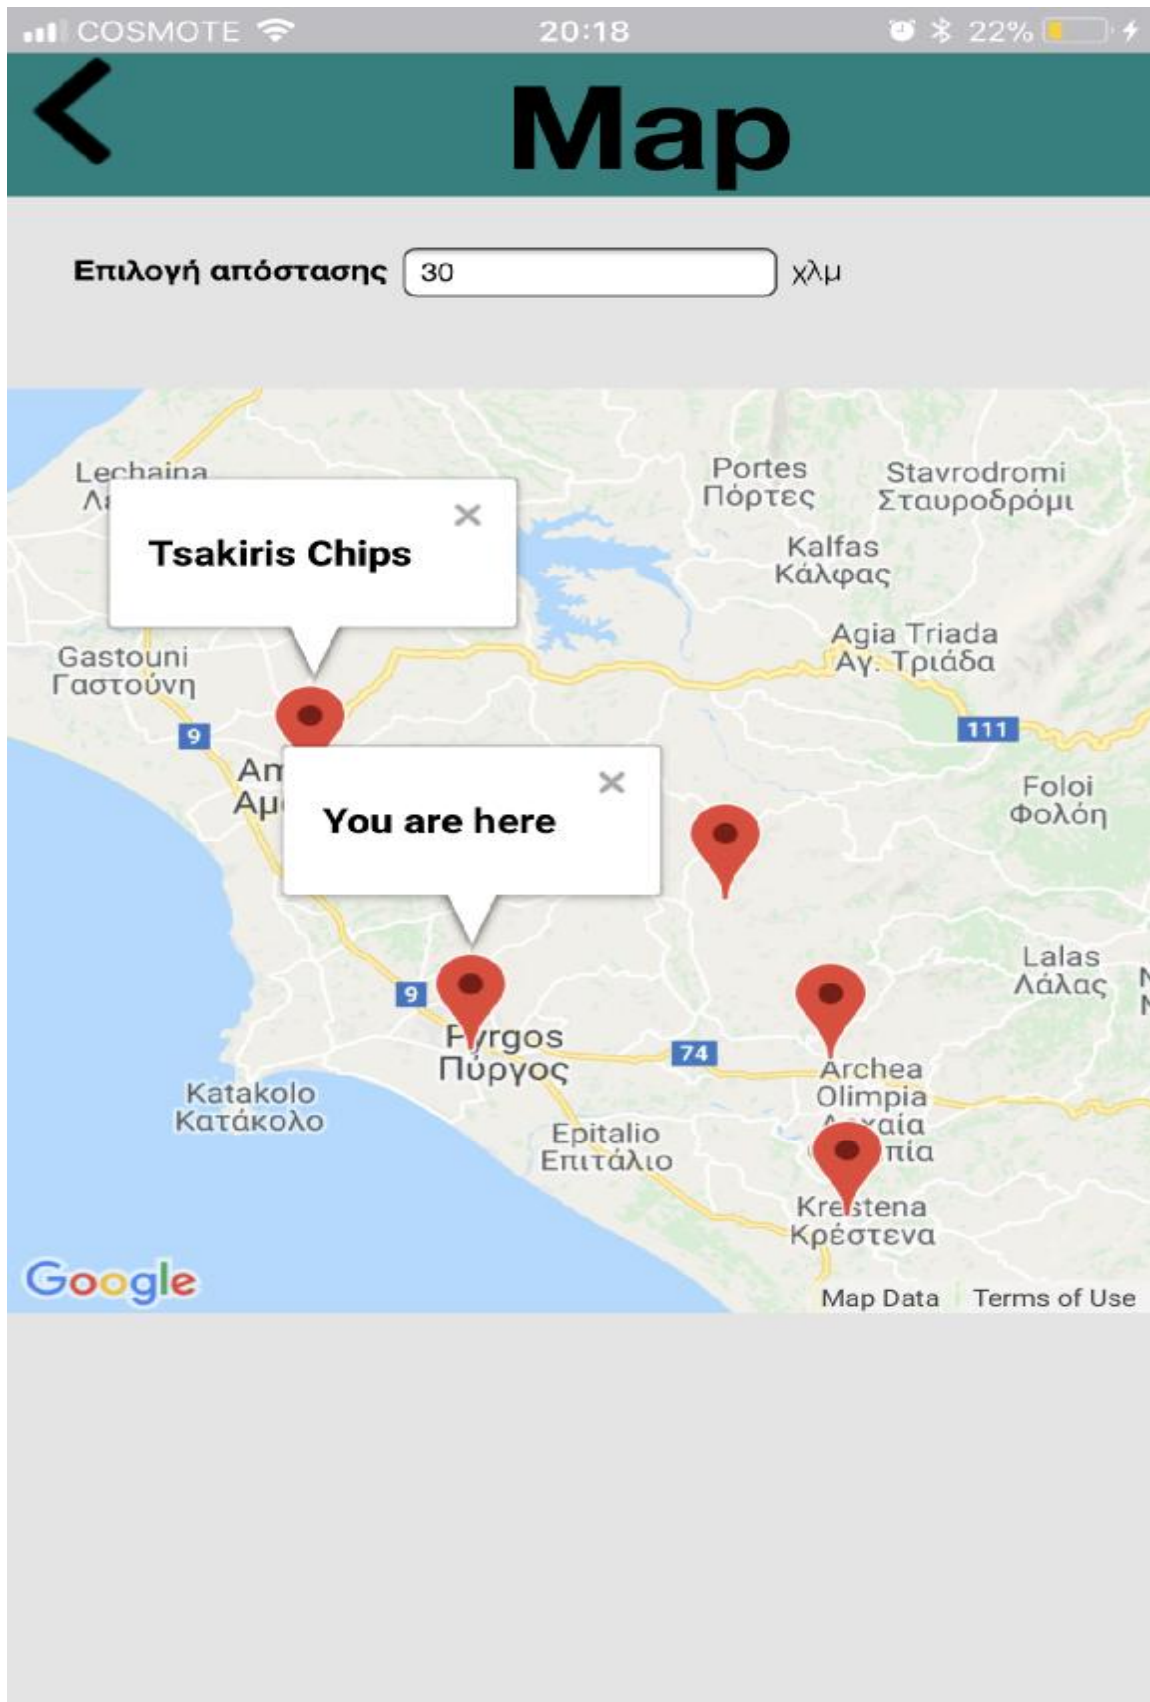 COSMOTE 20:18 22%
Map
Επιλογή απόστασης 30 χλμ
Lechaina
Portes
Πόρτες
Stavrodromi
Σταυροδρόμι
Tsakiris Chips
Kalfas
Κάλφας
Agia Triada
Αγ. Τριάδα
Gastouni
Γαστούνη
9
111
Foloi
Φολόη
You are here
Lalas
Λάλας
9
Pyrgos
Πύργος
74
Archea
Olimpia
Katakolo
Κατάκολο
Epitalio
Επιτάλιο
Krestena
Κρέστενα
Google
Map Data Terms of Use